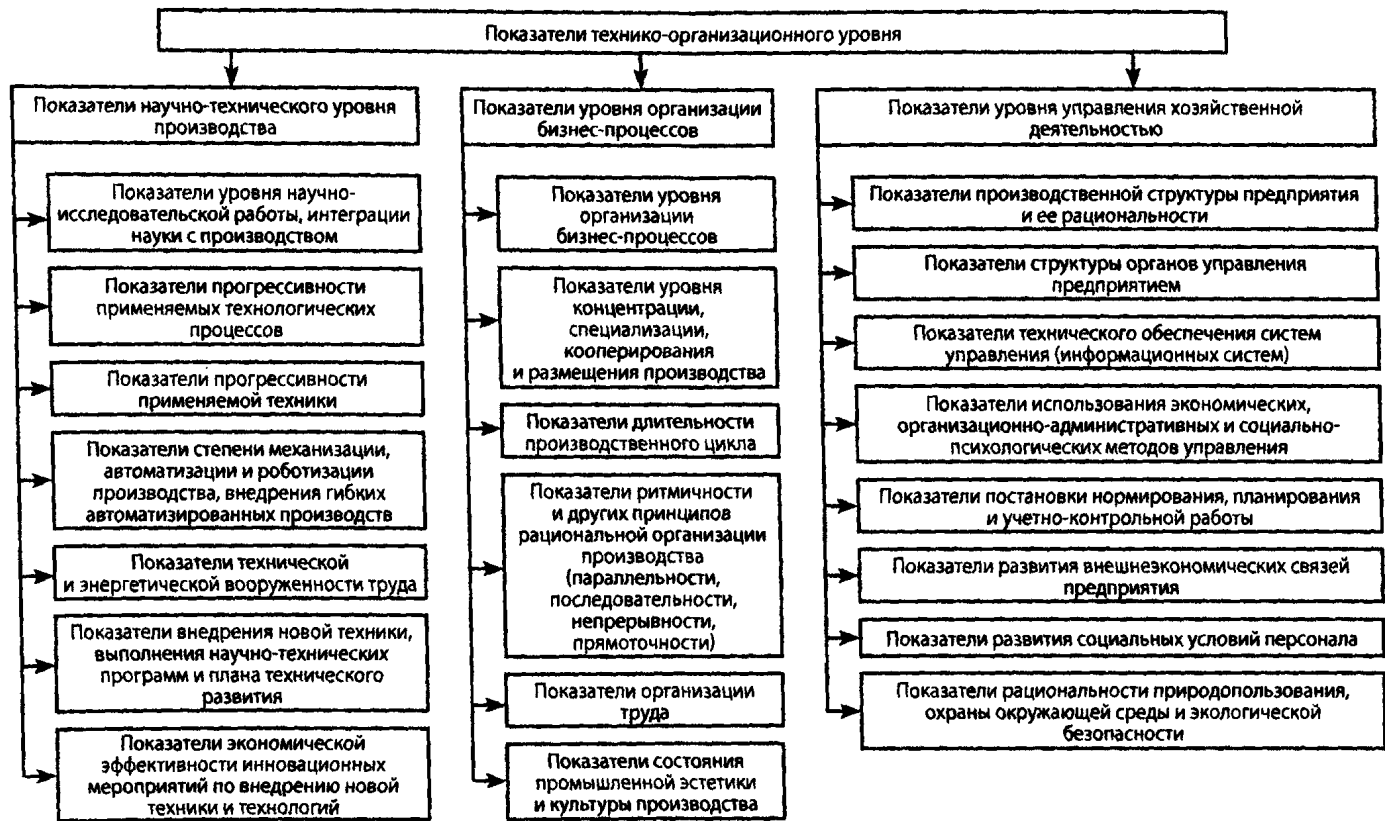 Показатели технико-организационного уровня
Показатели научно-технического уровня
производства
Показатели уровня научно-
исследовательской работы, интеграции
науки с производством
Показатели прогрессивности
применяемых технологических
процессов
Показатели прогрессивности
применяемой техники
Показатели степени механизации,
автоматизации и роботизации
производства, внедрения гибких
автоматизированных производств
Показатели технической
и энергетической вооруженности труда
Показатели внедрения новой техники,
выполнения научно-технических
программ и плана технического
развития
Показатели экономической
эффективности инновационных
мероприятий по внедрению новой
техники и технологий
Показатели уровня организации
бизнес-процессов
Показатели уровня
организации
бизнес-процессов
Показатели уровня
концентрации,
специализации,
кооперирования
и размещения производства
Показатели длительности
производственного цикла
Показатели ритмичности
и других принципов
рациональной организации
производства
(параллельности,
последовательности,
непрерывности,
прямоточности)
Показатели организации
труда
Показатели состояния
промышленной эстетики
и культуры производства
Показатели уровня управления хозяйственной
деятельностью
Показатели производственной структуры предприятия
и ее рациональности
Показатели структуры органов управления
предприятием
Показатели технического обеспечения систем
управления (информационных систем)
Показатели использования экономических,
организационно-административных и социально-
психологических методов управления
Показатели постановки нормирования, планирования
и учетно-контрольной работы
Показатели развития внешнеэкономических связей
предприятия
Показатели развития социальных условий персонала
Показатели рациональности природопользования,
охраны окружающей среды и экологической
безопасности